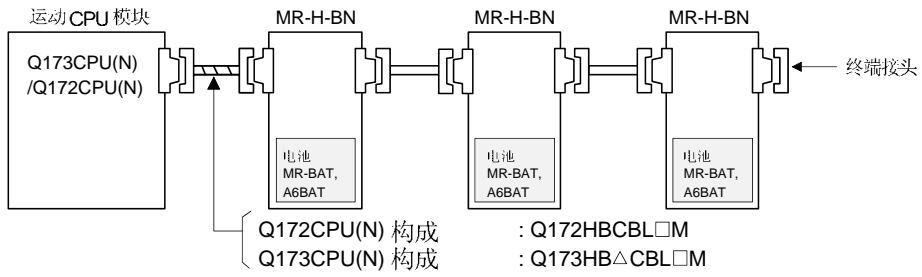 运动CPU模块
MR-H-BN
MR-H-BN
MR-H-BN
Q173CPU(N)
/Q172CPU(N)
终端接头
电池
MR-BAT,
A6BAT
电池
MR-BAT,
A6BAT
电池
MR-BAT,
A6BAT
Q172CPU(N) 构成 : Q172HBCBL□M
Q173CPU(N) 构成 : Q173HB△CBL□M